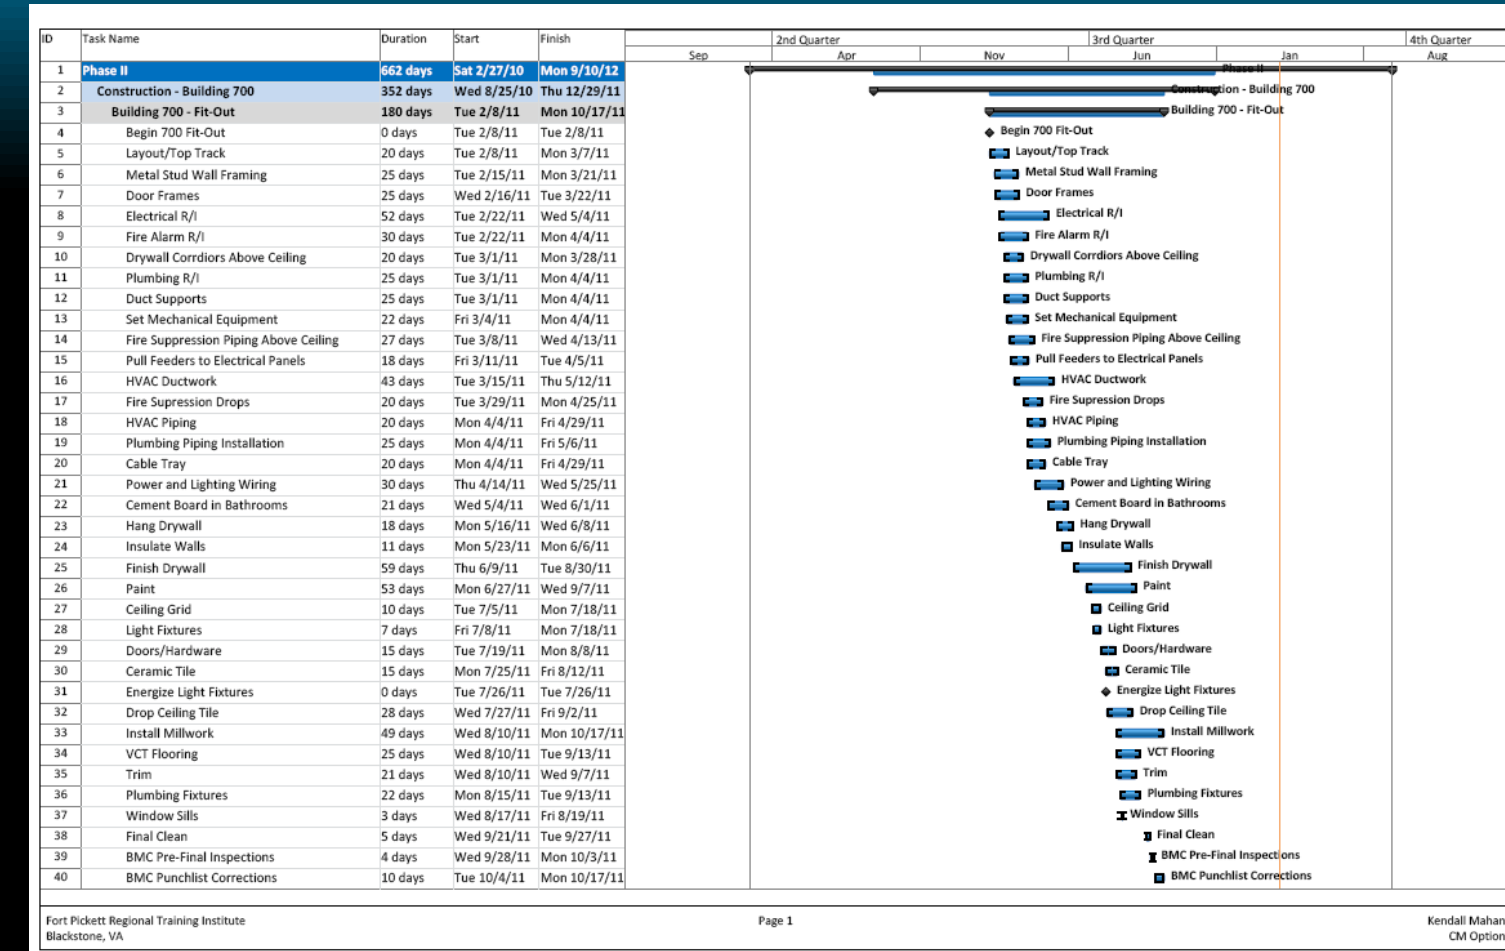 ID Task Name Duration Start Finish 2nd Quarter 3rd Quarter 4th Quarter
Sep Apr Nov Jun Jan Aug
1 Phase II 662 days Sat 2/27/10 Mon 9/10/12 Phase II
2 Construction - Building 700 352 days Wed 8/25/10 Thu 12/29/11 Construction - Building 700
3 Building 700 - Fit-Out 180 days Tue 2/8/11 Mon 10/17/11 Building 700 - Fit-Out
4 Begin 700 Fit-Out 0 days Tue 2/8/11 Tue 2/8/11 Begin 700 Fit-Out
5 Layout/Top Track 20 days Tue 2/8/11 Mon 3/7/11 Layout/Top Track
6 Metal Stud Wall Framing 25 days Tue 2/15/11 Mon 3/21/11 Metal Stud Wall Framing
7 Door Frames 25 days Wed 2/16/11 Tue 3/22/11 Door Frames
8 Electrical R/I 52 days Tue 2/22/11 Wed 5/4/11 Electrical R/I
9 Fire Alarm R/I 30 days Tue 2/22/11 Mon 4/4/11 Fire Alarm R/I
10 Drywall Corrdiors Above Ceiling 20 days Tue 3/1/11 Mon 3/28/11 Drywall Corrdiors Above Ceiling
11 Plumbing R/I 25 days Tue 3/1/11 Mon 4/4/11 Plumbing R/I
12 Duct Supports 25 days Tue 3/1/11 Mon 4/4/11 Duct Supports
13 Set Mechanical Equipment 22 days Fri 3/4/11 Mon 4/4/11 Set Mechanical Equipment
14 Fire Suppression Piping Above Ceiling 27 days Tue 3/8/11 Wed 4/13/11 Fire Suppression Piping Above Ceiling
15 Pull Feeders to Electrical Panels 18 days Fri 3/11/11 Tue 4/5/11 Pull Feeders to Electrical Panels
16 HVAC Ductwork 43 days Tue 3/15/11 Thu 5/12/11 HVAC Ductwork
17 Fire Supression Drops 20 days Tue 3/29/11 Mon 4/25/11 Fire Supression Drops
18 HVAC Piping 20 days Mon 4/4/11 Fri 4/29/11 HVAC Piping
19 Plumbing Piping Installation 25 days Mon 4/4/11 Fri 5/6/11 Plumbing Piping Installation
20 Cable Tray 20 days Mon 4/4/11 Fri 4/29/11 Cable Tray
21 Power and Lighting Wiring 30 days Thu 4/14/11 Wed 5/25/11 Power and Lighting Wiring
22 Cement Board in Bathrooms 21 days Wed 5/4/11 Wed 6/1/11 Cement Board in Bathrooms
23 Hang Drywall 18 days Mon 5/16/11 Wed 6/8/11 Hang Drywall
24 Insulate Walls 11 days Mon 5/23/11 Mon 6/6/11 Insulate Walls
25 Finish Drywall 59 days Thu 6/9/11 Tue 8/30/11 Finish Drywall
26 Paint 53 days Mon 6/27/11 Wed 9/7/11 Paint
27 Ceiling Grid 10 days Tue 7/5/11 Mon 7/18/11 Ceiling Grid
28 Light Fixtures 7 days Fri 7/8/11 Mon 7/18/11 Light Fixtures
29 Doors/Hardware 15 days Tue 7/19/11 Mon 8/8/11 Doors/Hardware
30 Ceramic Tile 15 days Mon 7/25/11 Fri 8/12/11 Ceramic Tile
31 Energize Light Fixtures 0 days Tue 7/26/11 Tue 7/26/11 Energize Light Fixtures
32 Drop Ceiling Tile 28 days Wed 7/27/11 Fri 9/2/11 Drop Ceiling Tile
33 Install Millwork 49 days Wed 8/10/11 Mon 10/17/11 Install Millwork
34 VCT Flooring 25 days Wed 8/10/11 Tue 9/13/11 VCT Flooring
35 Trim 21 days Wed 8/10/11 Wed 9/7/11 Trim
36 Plumbing Fixtures 22 days Mon 8/15/11 Tue 9/13/11 Plumbing Fixtures
37 Window Sills 3 days Wed 8/17/11 Fri 8/19/11 Window Sills
38 Final Clean 5 days Wed 9/21/11 Tue 9/27/11 Final Clean
39 BMC Pre-Final Inspections 4 days Wed 9/28/11 Mon 10/3/11 BMC Pre-Final Inspections
40 BMC Punchlist Corrections 10 days Tue 10/4/11 Mon 10/17/11 BMC Punchlist Corrections
Fort Pickett Regional Training Institute Page 1 Kendall Mahan
Blackstone, VA CM Option